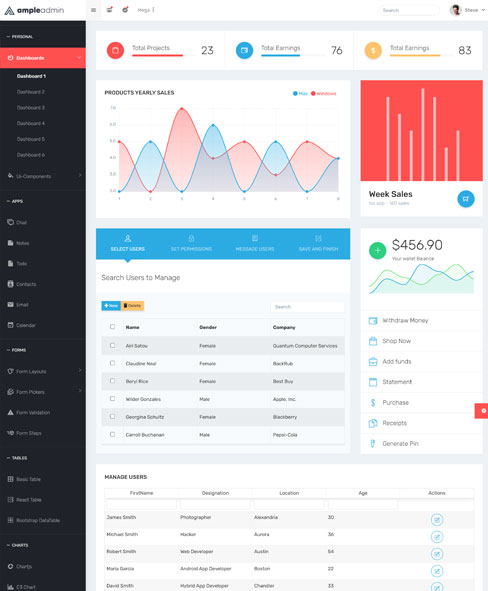 ampleadmin
Mega
Search
Steve
PERSONAL
Dashboards
Dashboard 1
Dashboard 2
Dashboard 3
Dashboard 4
Dashboard 5
Dashboard 6
Ui-Components
APPS
Chat
Notes
Todo
Contacts
Email
Calendar
FORMS
Form Layouts
Form Pickers
Form Validation
Form Steps
TABLES
Basic Table
React Table
Bootstrap DataTable
CHARTS
Chartjs
C3 Chart
Total Projects 23
Total Earnings 76
Total Earnings 83
PRODUCTS YEARLY SALES
Mac Windows
7.0
6.0
5.0
4.0
3.0
2.0
1 2 3 4 5 6 7 8
Week Sales
160 sales
SELECT USERS SET PERMISSIONS MESSAGE USERS SAVE AND FINISH
Search Users to Manage
New Delete Search
Name Gender Company
Airi Satou Female Quantum Computer Services
Claudine Neal Female BackRub
Beryl Rice Female Best Buy
Wilder Gonzales Male Apple, Inc.
Georgina Schultz Female Blackberry
Carroll Buchanan Male Pepsi-Cola
$456.90
Your wallet Balance
Withdraw Money
Shop Now
Add funds
Statement
Purchase
Receipts
Generate Pin
MANAGE USERS
FirstName Designation Location Age Actions
James Smith Photographer Alexandria 30
Michael Smith Hacker Aurora 36
Robert Smith Web Developer Austin 54
Maria Garcia Android App Developer Boston 22
David Smith Hybrid App Developer Chandler 33